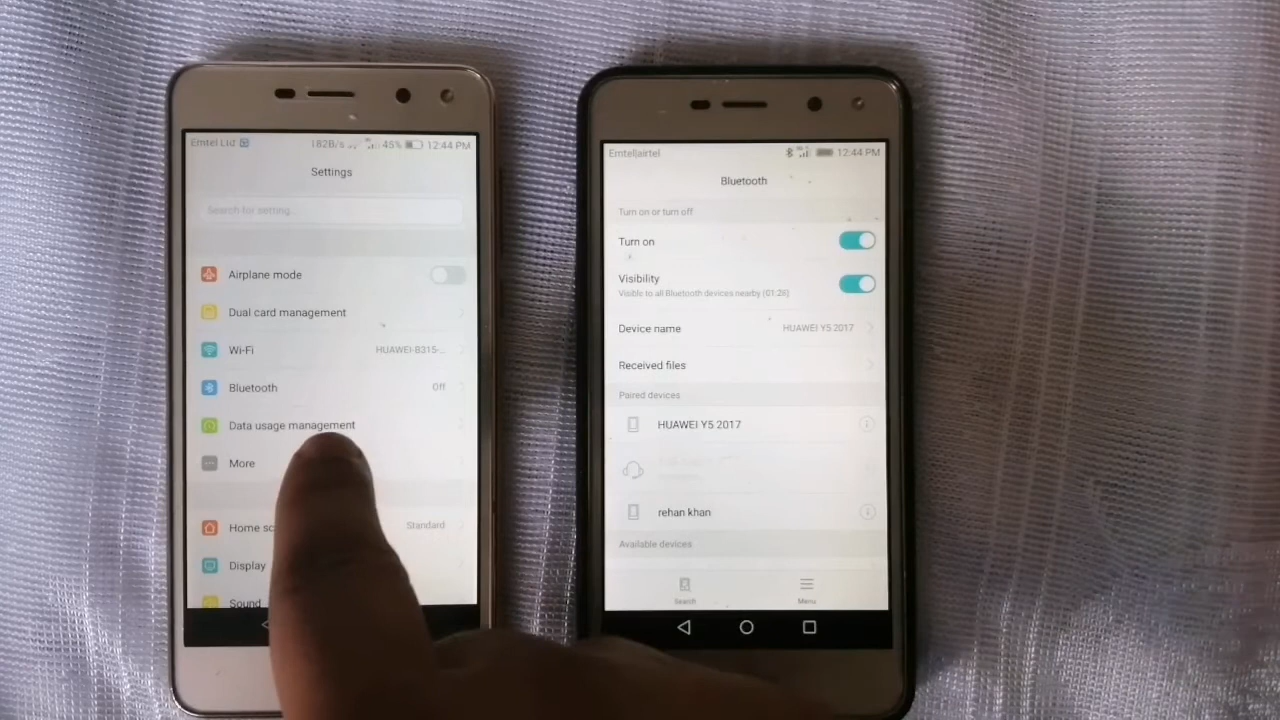 Emtel Ltd
182B/s 45% 12:44 PM
Settings
Search for setting...
Airplane mode
Dual card management
Wi-Fi HUAWEI-B315-...
Bluetooth Off
Data usage management
More
Home sc
Standard
Display
Sound
Emtel|airtel 12:44 PM
Bluetooth
Turn on or turn off
Turn on
Visibility
Visible to all Bluetooth devices nearby (01:26)
Device name HUAWEI Y5 2017
Received files
Paired devices
HUAWEI Y5 2017
rehan khan
Available devices
Search Menu